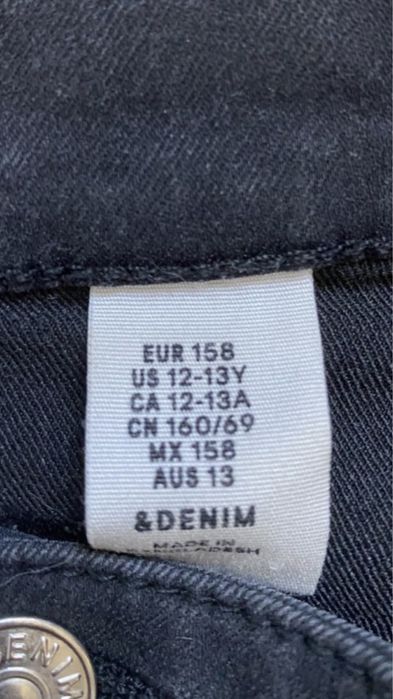 EUR 158
US 12-13Y
CA 12-13A
CN 160/69
MX 158
AUS 13
&DENIM
MADE IN
BANGLADESH
DENIM